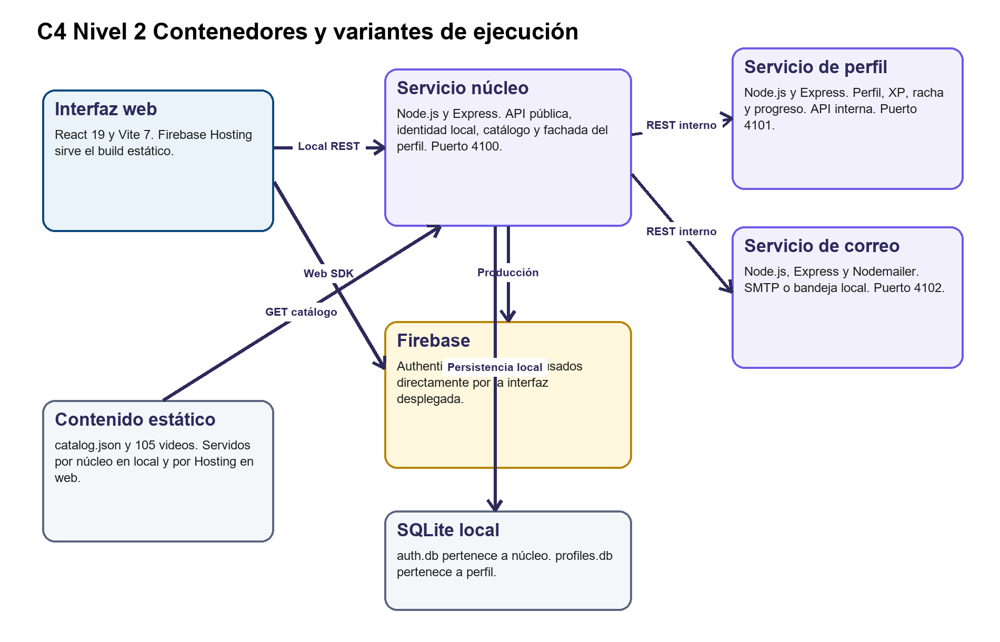 C4 Nivel 2 Contenedores y variantes de ejecución
Interfaz web
React 19 y Vite 7. Firebase Hosting
sirve el build estático.
Local REST
Servicio núcleo
Node.js y Express. API pública,
identidad local, catálogo y fachada del
perfil. Puerto 4100.
REST interno
Servicio de perfil
Node.js y Express. Perfil, XP, racha
y progreso. API interna. Puerto
4101.
REST interno
Servicio de correo
Node.js, Express y Nodemailer.
SMTP o bandeja local. Puerto 4102.
Web SDK
GET catálogo
Producción
Firebase
usados
directamente por la interfaz
desplegada.
Persistencia local
Contenido estático
catalog.json y 105 videos. Servidos
por núcleo en local y por Hosting en
web.
SQLite local
auth.db pertenece a núcleo. profiles.db
pertenece a perfil.